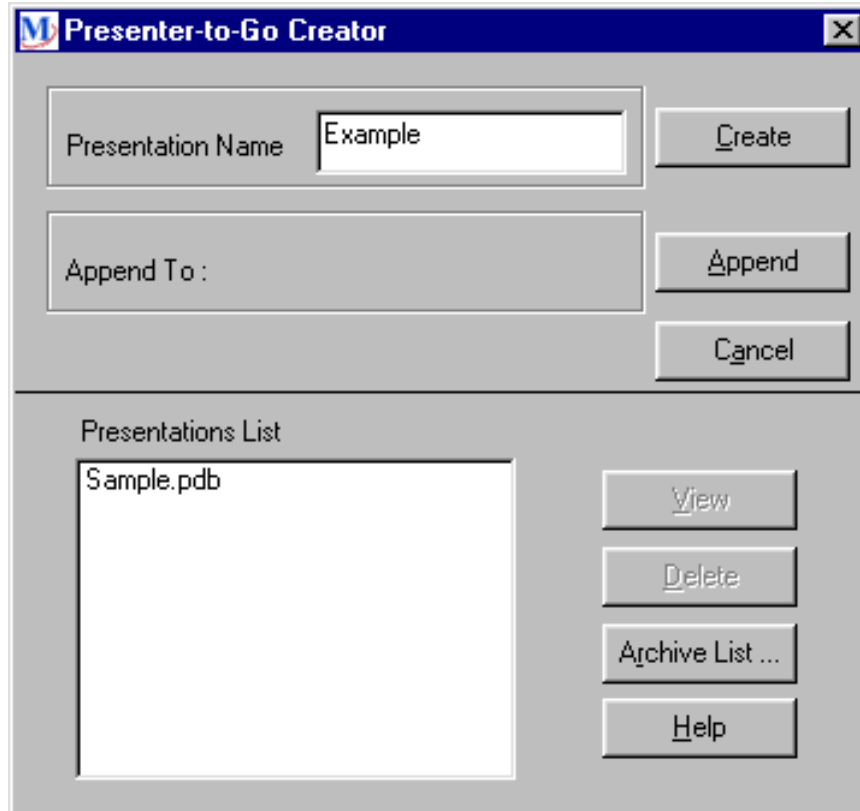 M Presenter-to-Go Creator
Presentation Name
Example
Create
Append To :
Append
Cancel
Presentations List
Sample.pdb
View
Delete
Archive List ...
Help